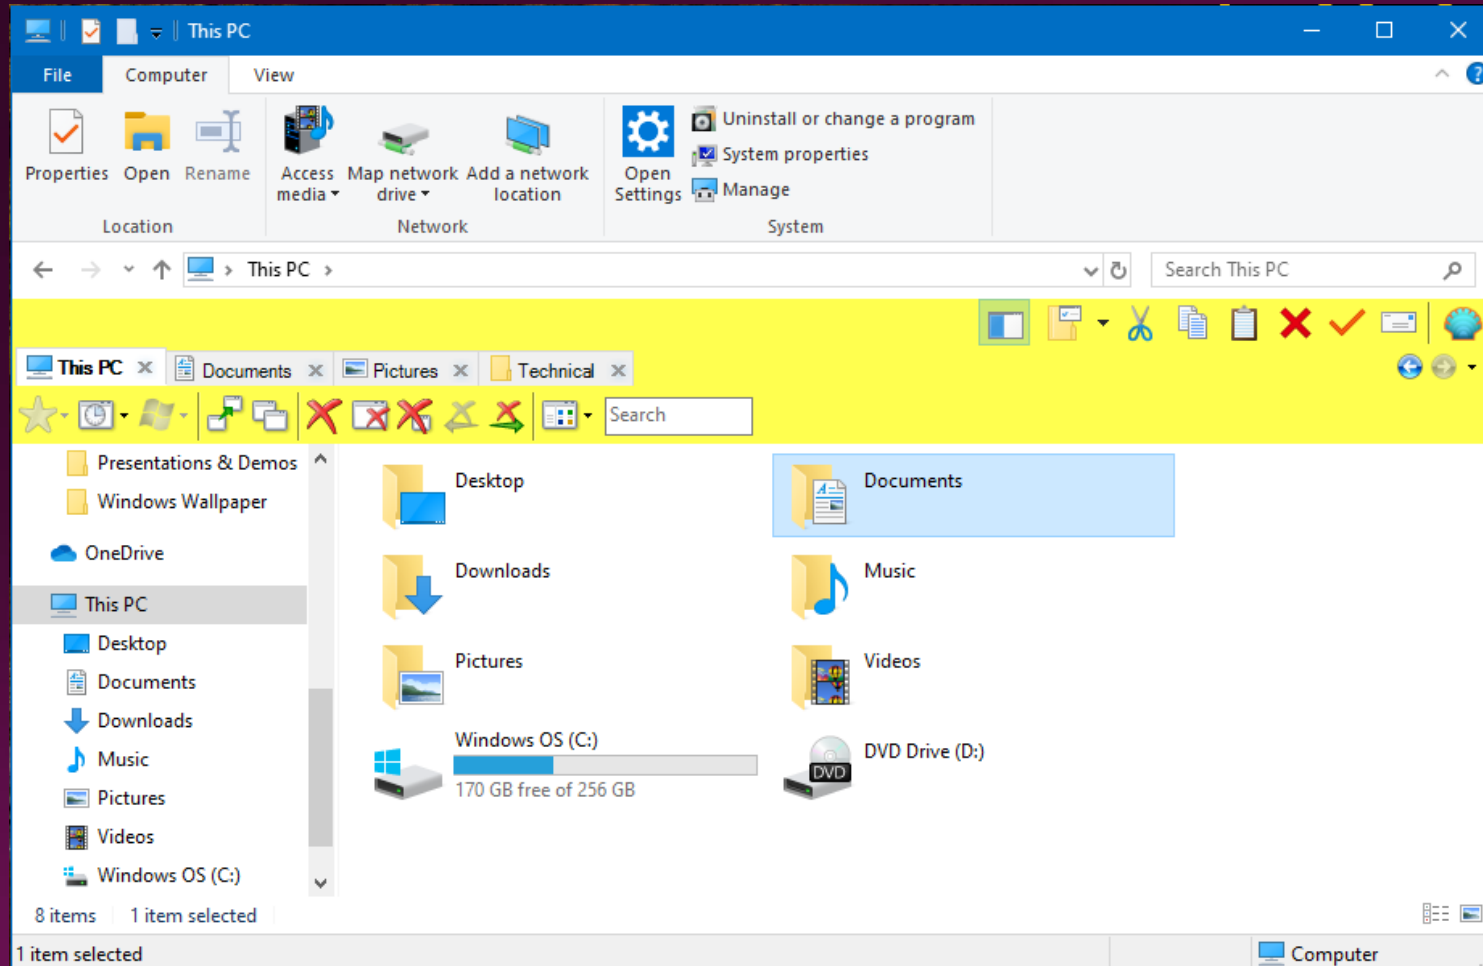 This PC
File Computer View
Properties Open Rename Access media Map network drive Add a network location Open Settings
Uninstall or change a program
System properties
Manage
Location Network System
This PC
Search This PC
This PC Documents Pictures Technical
Search
Presentations & Demos
Windows Wallpaper
OneDrive
This PC
Desktop
Documents
Downloads
Music
Pictures
Videos
Windows OS (C:)
Desktop
Documents
Downloads
Music
Pictures
Videos
Windows OS (C:)
170 GB free of 256 GB
DVD Drive (D:)
DVD
8 items 1 item selected
1 item selected
Computer